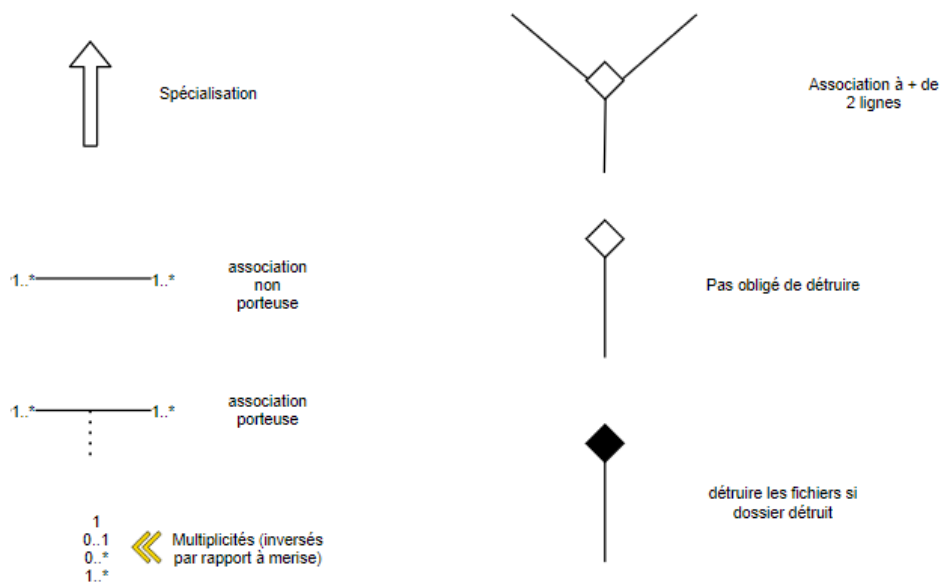 Spécialisation
Association à + de
2 lignes
1..*
1..*
association
non
porteuse
Pas obligé de détruire
1..*
1..*
association
porteuse
détruire les fichiers si
dossier détruit
1
0..1
0..*
1..*
Multiplicités (inversés
par rapport à merise)